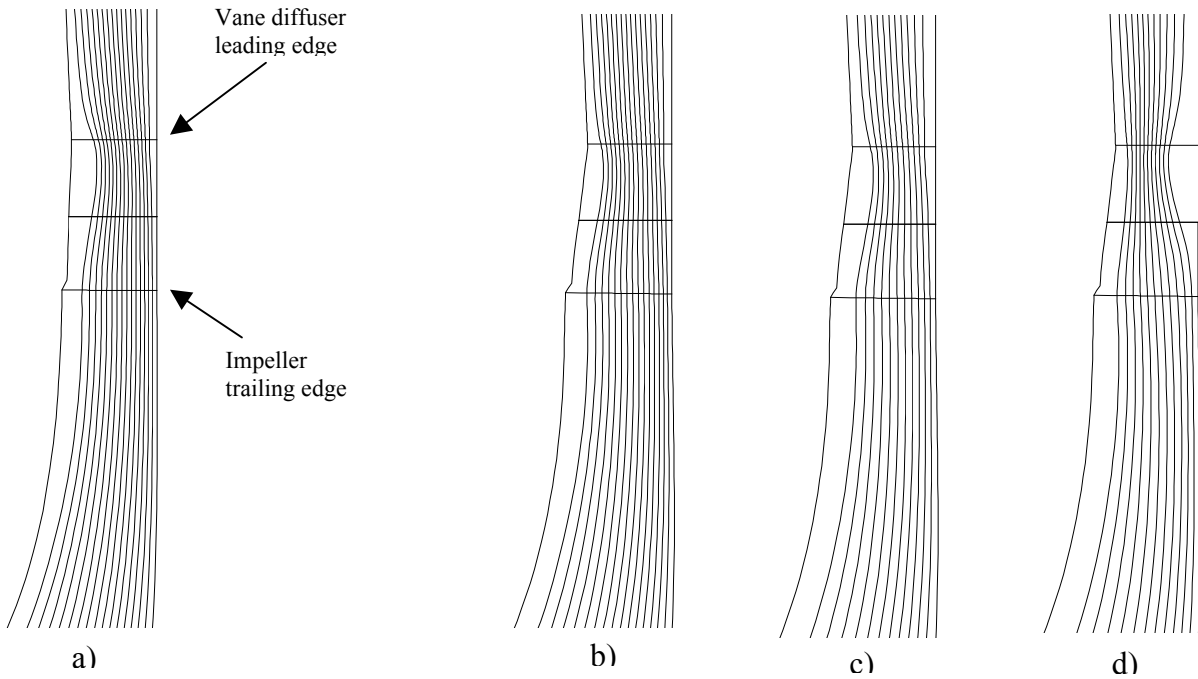 Vane diffuser
leading edge
Impeller
trailing edge
a)
b)
c)
d)